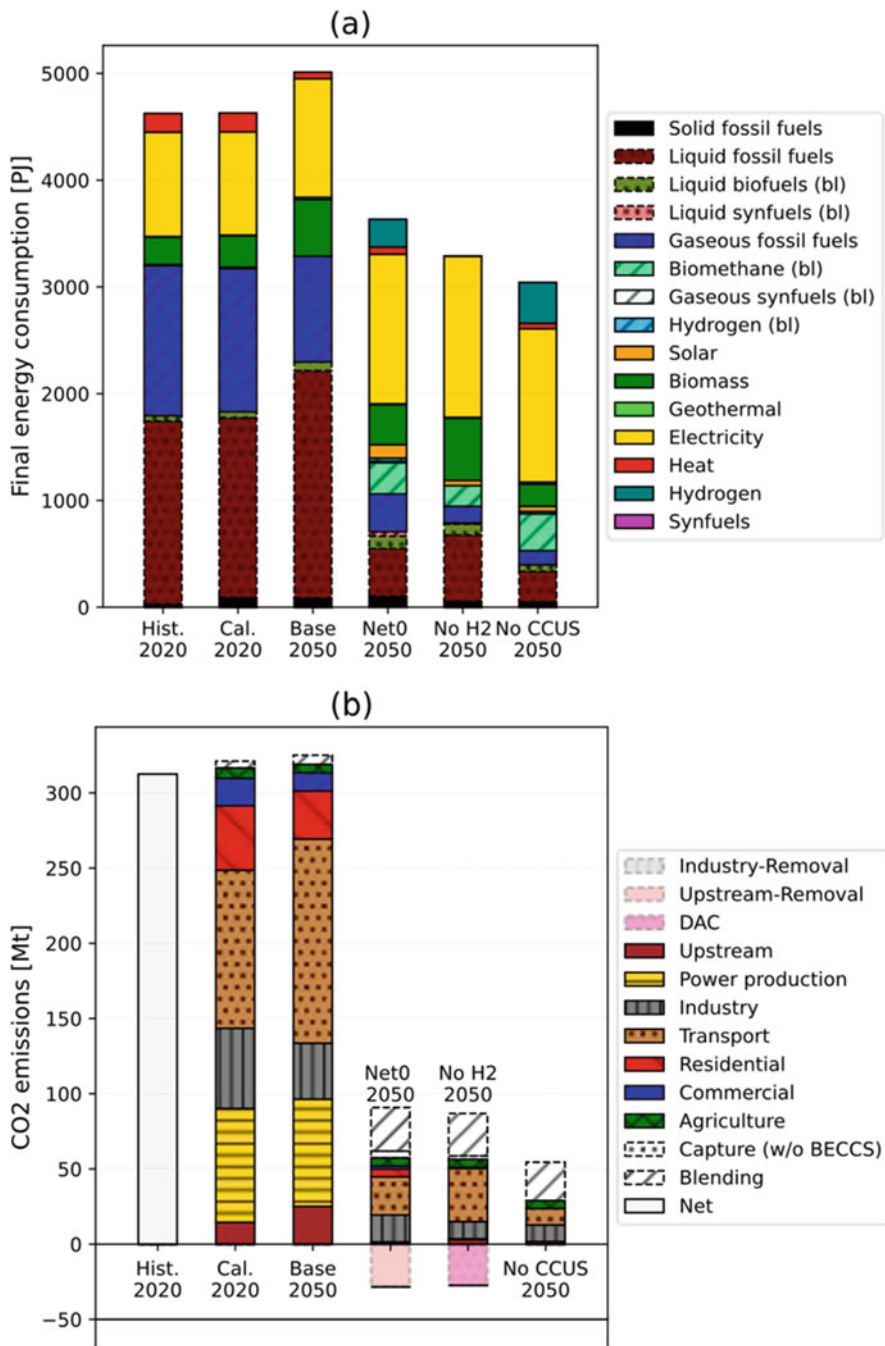 (a)
Final energy consumption [PJ]
5000
4000
3000
2000
1000
0
Hist.
2020
Cal.
2020
Base
2050
Net0
2050
No H2
2050
No CCUS
2050
Solid fossil fuels
Liquid fossil fuels
Liquid biofuels (bl)
Liquid synfuels (bl)
Gaseous fossil fuels
Biomethane (bl)
Gaseous synfuels (bl)
Hydrogen (bl)
Solar
Biomass
Geothermal
Electricity
Heat
Hydrogen
Synfuels
(b)
CO2 emissions [Mt]
300
250
200
150
100
50
0
−50
Hist.
2020
Cal.
2020
Base
2050
Net0
2050
No H2
2050
No CCUS
2050
Industry-Removal
Upstream-Removal
DAC
Upstream
Power production
Industry
Transport
Residential
Commercial
Agriculture
Capture (w/o BECCS)
Blending
Net